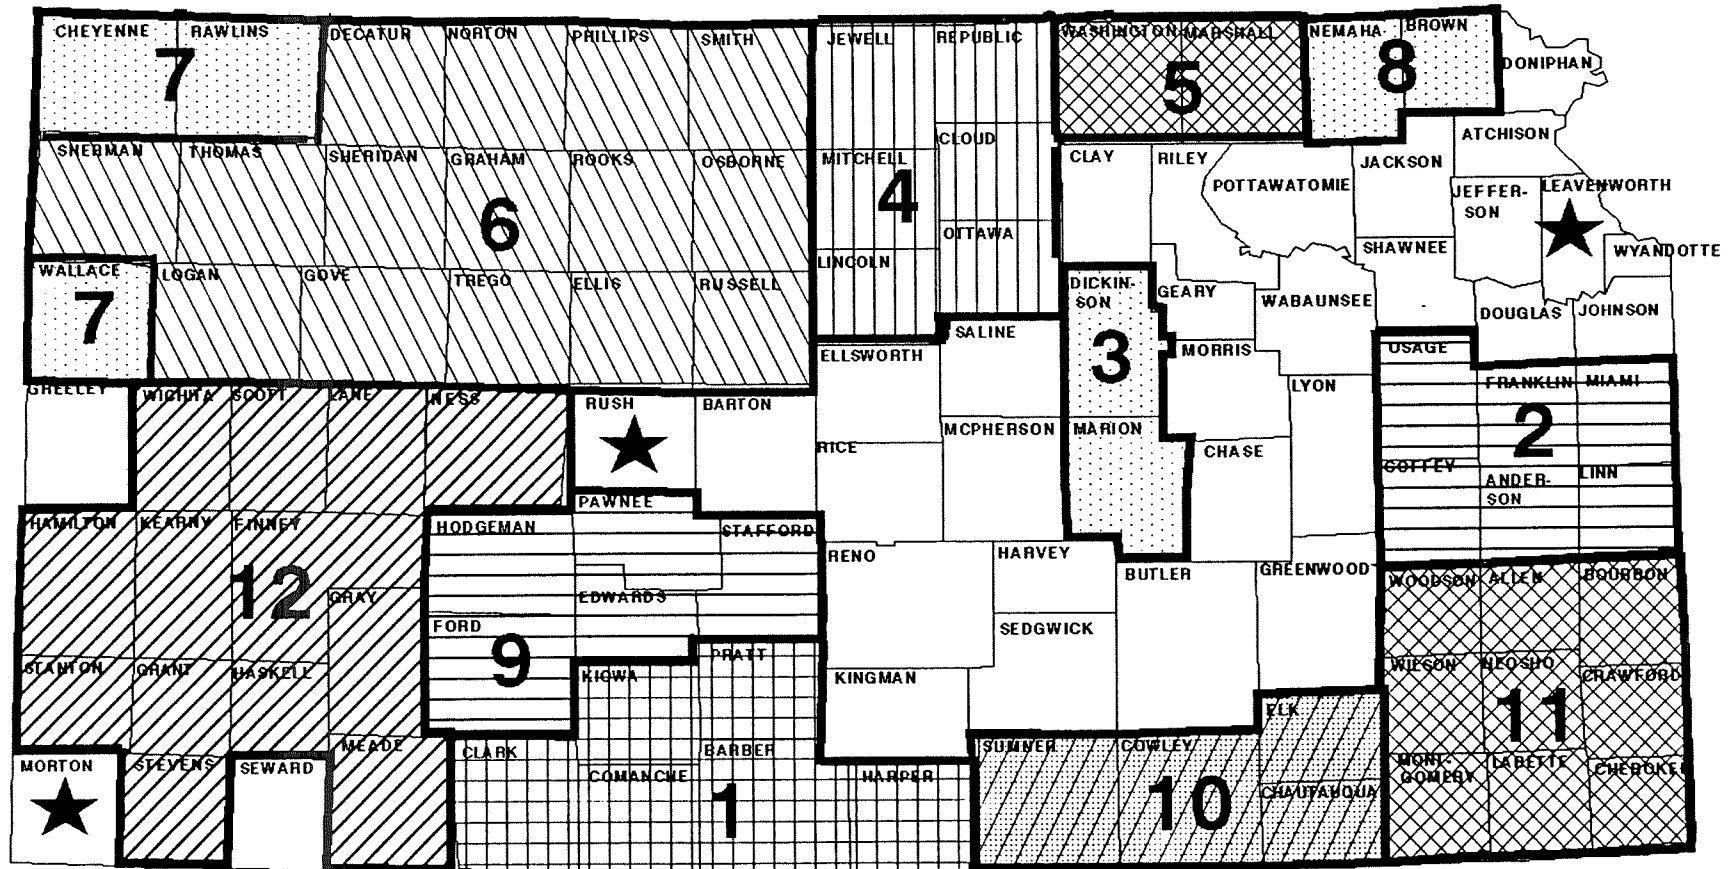 CHEYENNE RAWLINS DECATUR NORTON PHILLIPS SMITH JEWELL REPUBLIC WASHINGTON MARSHALL NEMAHA BROWN
DONIPHAN
7 5 8
SHERMAN THOMAS SHERIDAN GRAHAM ROOKS OSBORNE MITCHELL CLOUD CLAY RILEY JACKSON ATCHISON
POTTAWATOMIE JEFFER-
SON LEAVENWORTH
6 4
WALLACE LOGAN GOVE TREGO ELLIS RUSSELL LINCOLN OTTAWA SHAWNEE WYANDOTTE
7
DICKIN-
SON GEARY WABAUNSEE DOUGLAS JOHNSON
3
ELLSWORTH SALINE MORRIS OSAGE
GREELEY WICHITA SCOTT LANE NESS RUSH BARTON LYON FRANKLIN MIAMI
RICE MCPHERSON MARION CHASE 2
COFFEY ANDER-
SON LINN
PAWNEE
HAMILTON KEARNY FINNEY HODGEMAN STAFFORD RENO HARVEY BUTLER GREENWOOD WOODSON ALLEN BOURBON
12 GRAY EDWARDS
FORD SEDGWICK
9
STANTON GRANT HASKELL KIOWA PRATT KINGMAN WILSON NEOSHO CRAWFORD
11
ELK
MORTON STEVENS SEWARD MEADE CLARK COMANCHE BARBER HARPER SUMNER COWLEY MONT-
GOMERY LABETTE CHEROKEE
CHAUTAUQUA
1 10